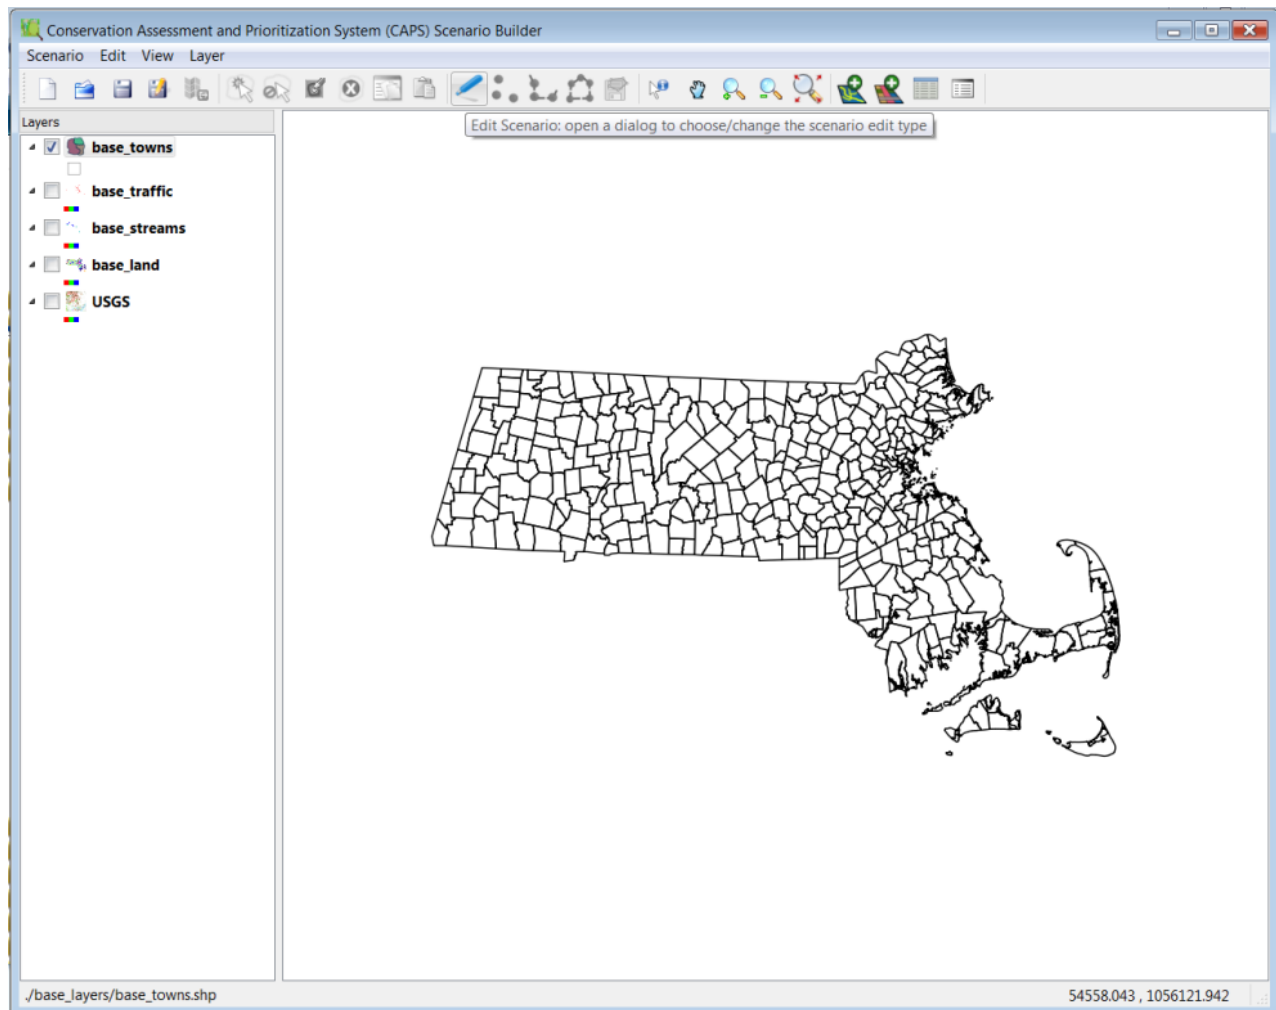 Conservation Assessment and Prioritization System (CAPS) Scenario Builder
Scenario Edit View Layer
Layers
Edit Scenario: open a dialog to choose/change the scenario edit type
base_towns
base_traffic
base_streams
base_land
USGS
./base_layers/base_towns.shp
54558.043 , 1056121.942